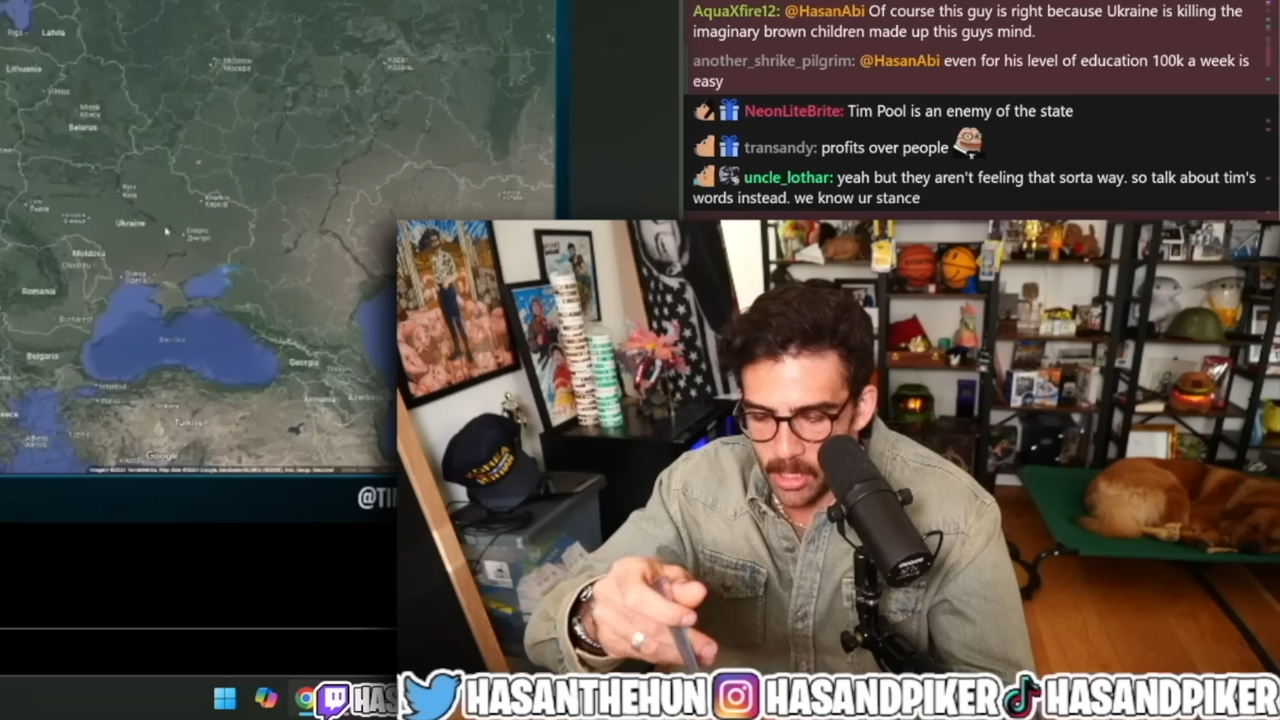 AquaXfire12: @HasanAbi Of course this guy is right because Ukraine is killing the
imaginary brown children made up this guys mind.
another_shrike_pilgrim: @HasanAbi even for his level of education 100k a week is
easy
NeonLiteBrite: Tim Pool is an enemy of the state
transandy: profits over people
uncle_lothar: yeah but they aren't feeling that sorta way. so talk about tim's
words instead. we know ur stance
Latvia
Lithuania
Belarus
Ukraine
Moldova
Romania
Bulgaria
Georgia
Türkiye
Google
@TI
HAS
HASANTHEHUN
HASANDPIKER
HASANDPIKER